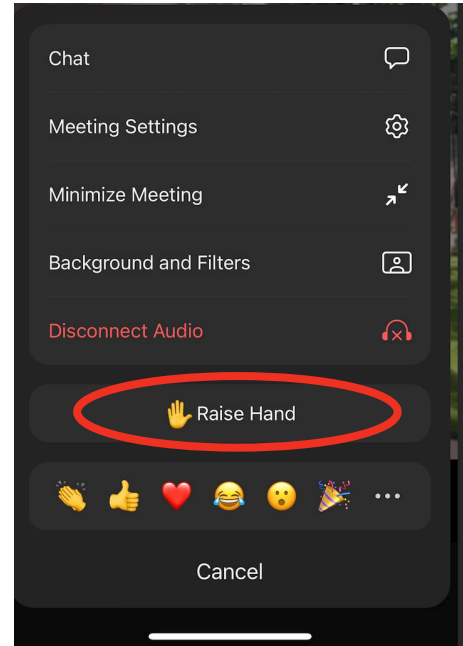 Chat
Meeting Settings
Minimize Meeting
Background and Filters
Disconnect Audio
Raise Hand
Cancel